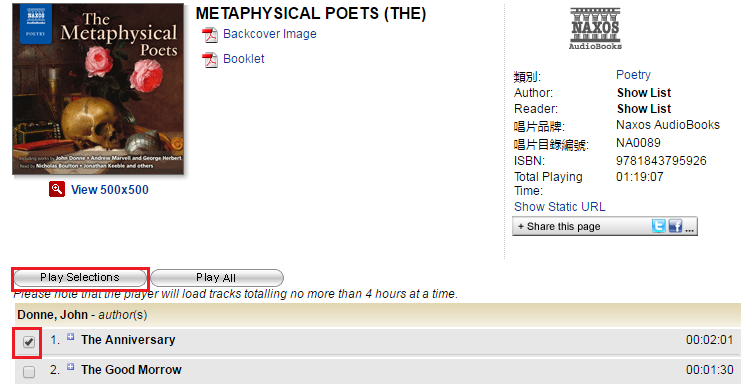 NAXOS
AudioBooks
POETRY
The
Metaphysical
Poets
including works by John Donne • Andrew Marvell and George Herbert
Read by Nicholas Boulton • Jonathan Keeble and others
View 500x500
METAPHYSICAL POETS (THE)
Backcover Image
Booklet
NAXOS
AudioBooks
類別: Poetry
Author: Show List
Reader: Show List
唱片品牌: Naxos AudioBooks
唱片目錄編號: NA0089
ISBN: 9781843795926
Total Playing Time: 01:19:07
Show Static URL
+ Share this page ...
Play Selections Play All
Please note that the player will load tracks totalling no more than 4 hours at a time.
Donne, John - author(s)
1. The Anniversary 00:02:01
2. The Good Morrow 00:01:30